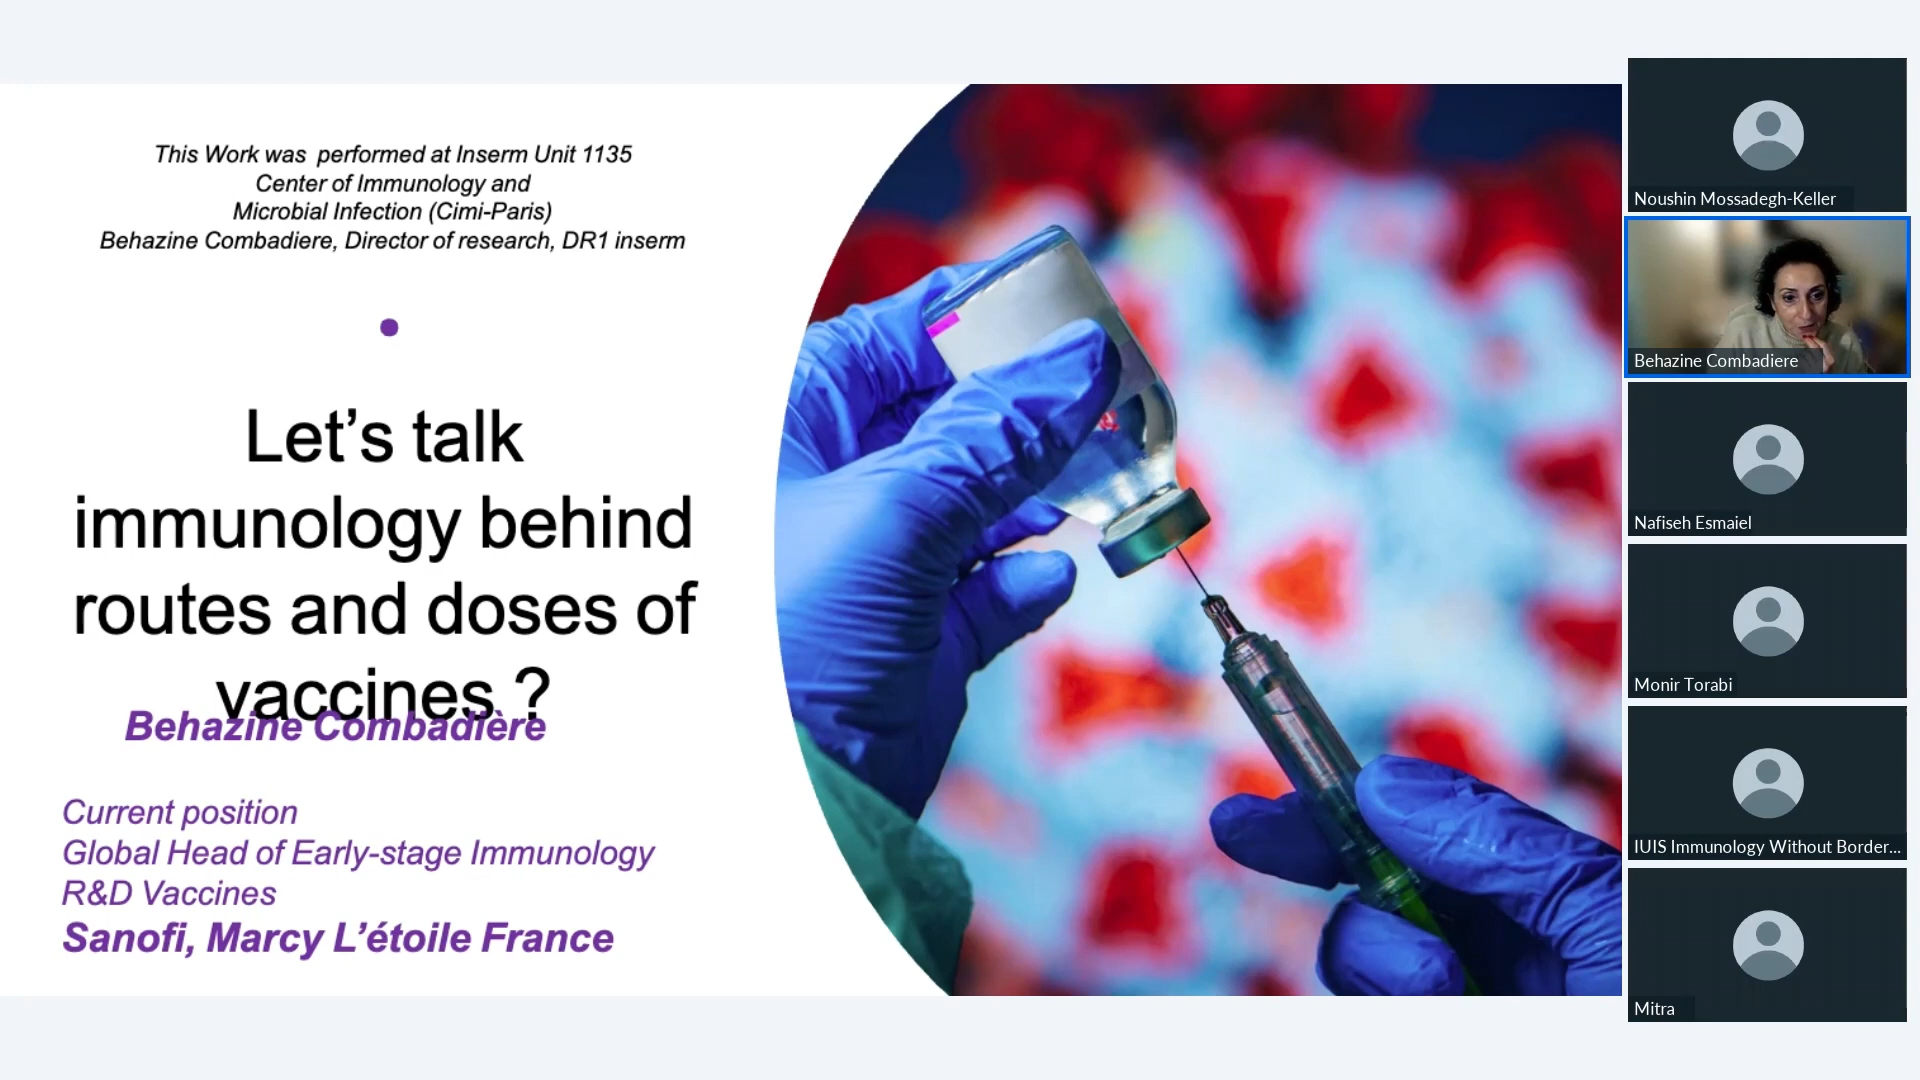 This Work was performed at Inserm Unit 1135
Center of Immunology and
Microbial Infection (Cimi-Paris)
Behazine Combadiere, Director of research, DR1 inserm
Let’s talk
immunology behind
routes and doses of
vaccines ?
Behazine Combadière
Current position
Global Head of Early-stage Immunology
R&D Vaccines
Sanofi, Marcy L’étoile France
Noushin Mossadegh-Keller
Behazine Combadiere
Nafiseh Esmaiel
Monir Torabi
IUIS Immunology Without Border...
Mitra